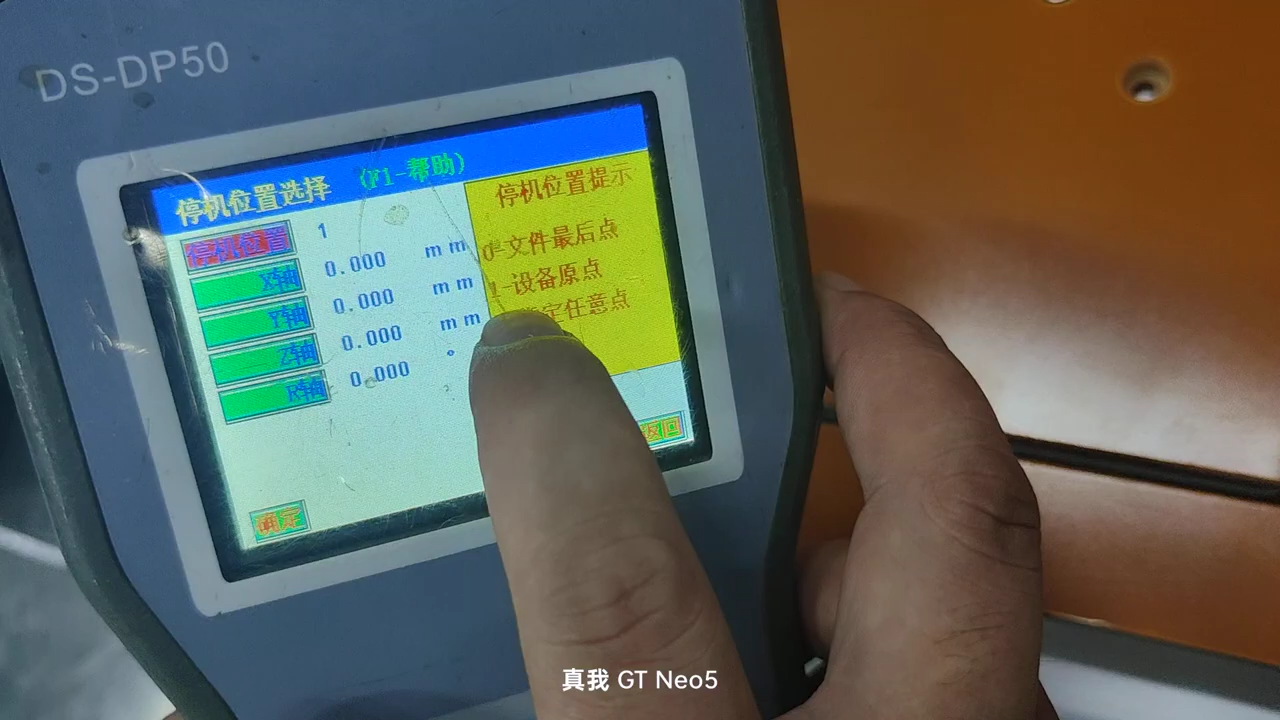 DS-DP50
停机位置选择 (F1-帮助)
停机位置 1
X轴 0.000 mm
Y轴 0.000 mm
Z轴 0.000 mm
R轴 0.000 °
停机位置提示
0-文件最后点
1-设备原点
定任意点
确定
返回
真我 GT Neo5